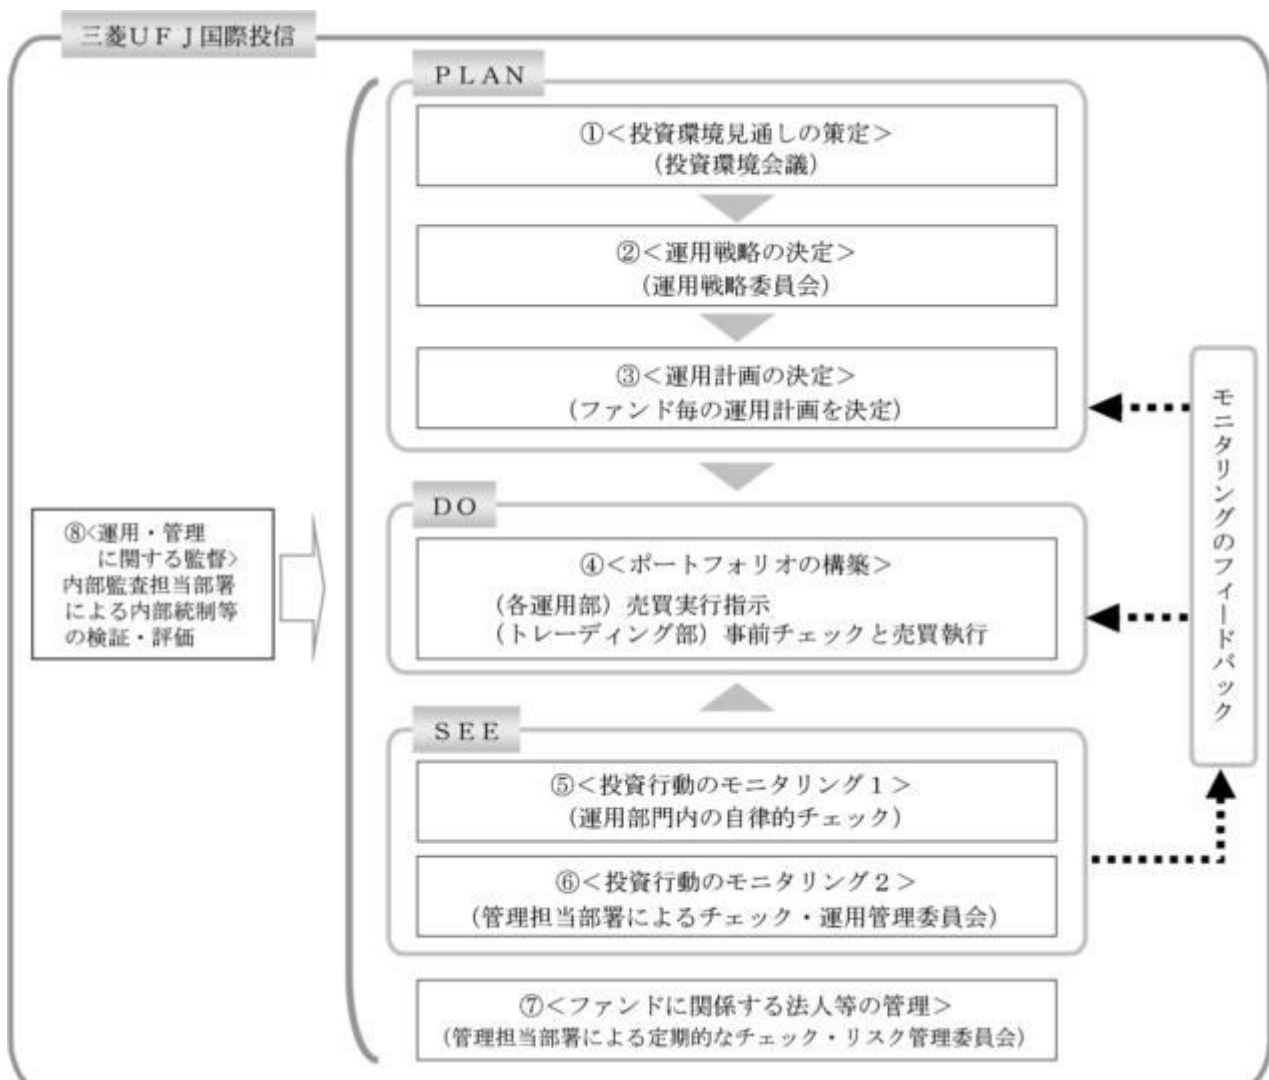 三菱UFJ国際投信
PLAN
①<投資環境見通しの策定>
(投資環境会議)
②<運用戦略の決定>
(運用戦略委員会)
③<運用計画の決定>
(ファンド毎の運用計画を決定)
DO
④<ポートフォリオの構築>
(各運用部) 売買実行指示
(トレーディング部) 事前チェックと売買執行
SEE
⑤<投資行動のモニタリング1>
(運用部門内の自律的チェック)
⑥<投資行動のモニタリング2>
(管理担当部署によるチェック・運用管理委員会)
⑦<ファンドに関係する法人等の管理>
(管理担当部署による定期的なチェック・リスク管理委員会)
⑧<運用・管理
に関する監督>
内部監査担当部署
による内部統制等
の検証・評価
モニタリングのフィードバック